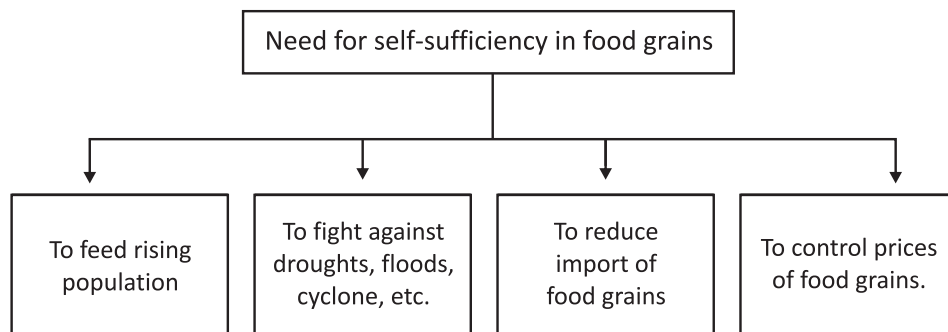 Need for self-sufficiency in food grains
To feed rising
population
To fight against
droughts, floods,
cyclone, etc.
To reduce
import of
food grains
To control prices
of food grains.